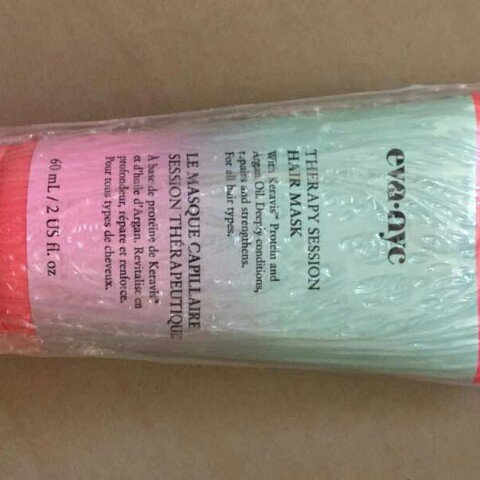 eva·nyc
THERAPY SESSION
HAIR MASK
With Keravis™ Protein and
Argan Oil. Deeply conditions,
repairs and strengthens.
For all hair types.
LE MASQUE CAPILLAIRE
SESSION THÉRAPEUTIQUE
À base de protéine de Keravis™
et d'huile d'Argan. Revitalise en
profondeur, répare et renforce.
Pour tous types de cheveux.
60 mL / 2 US fl. oz